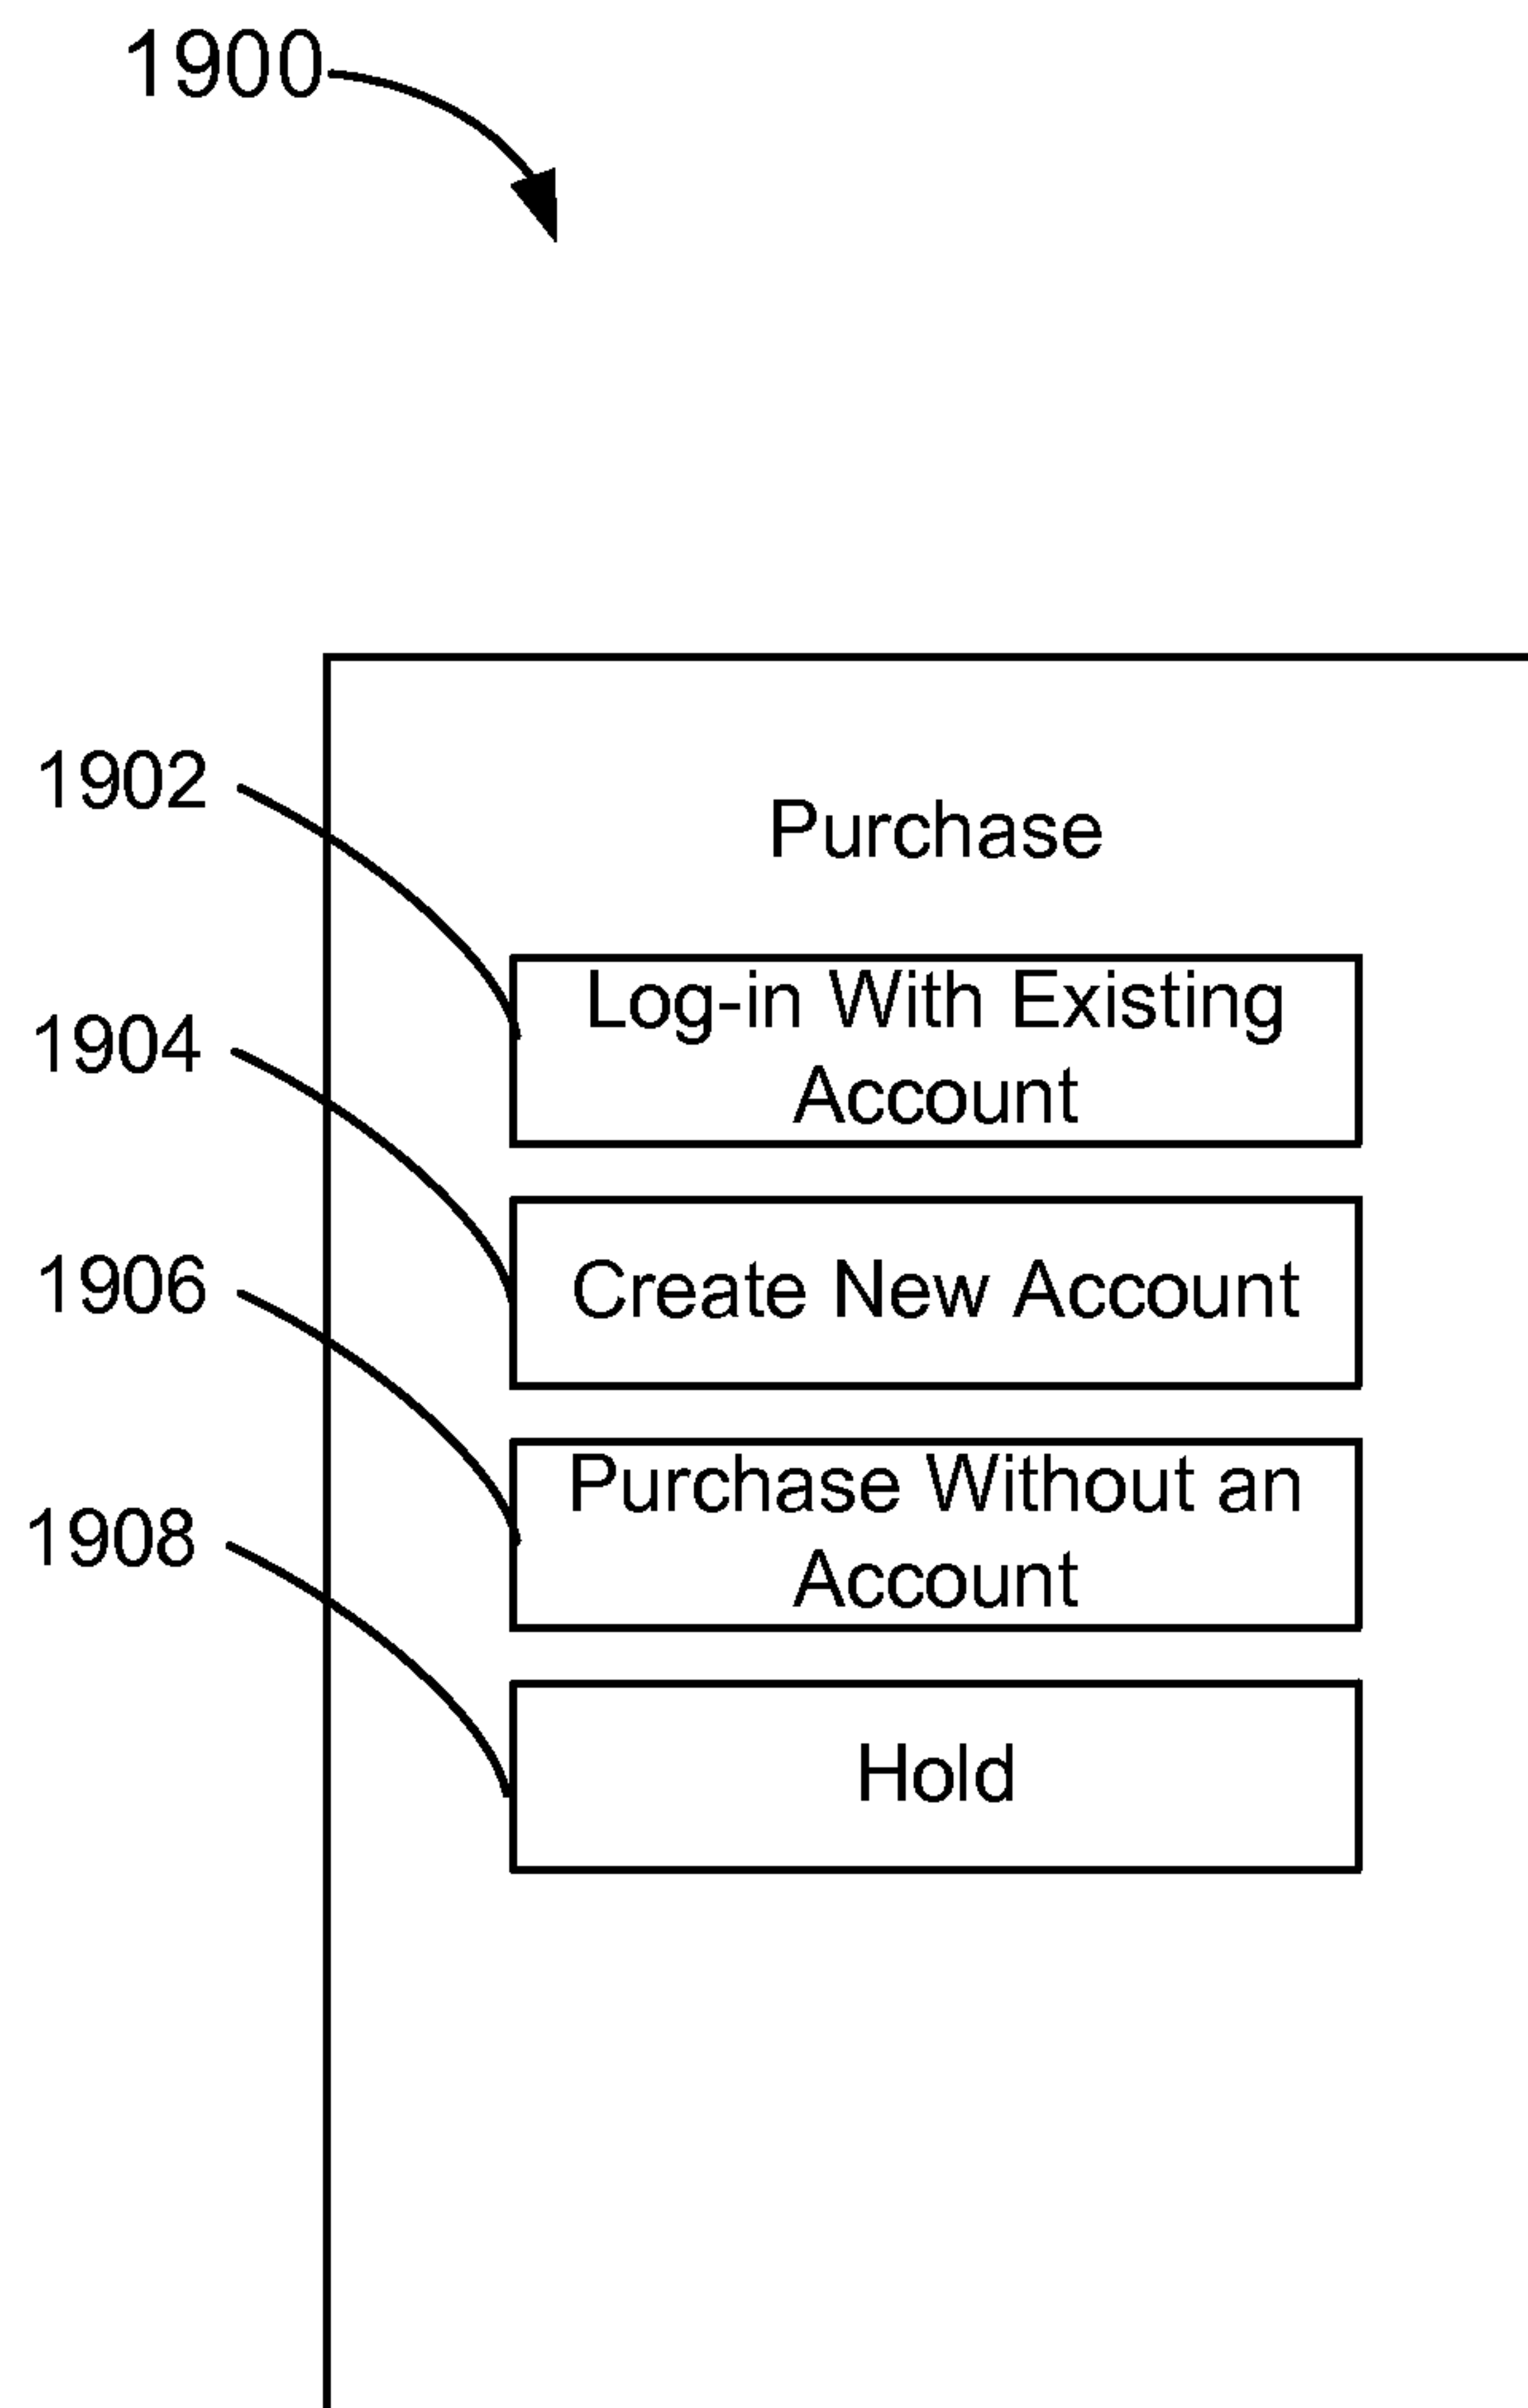 1900
1902
Purchase
Log-in With Existing
Account
1904
Create New Account
1906
Purchase Without an
Account
1908
Hold